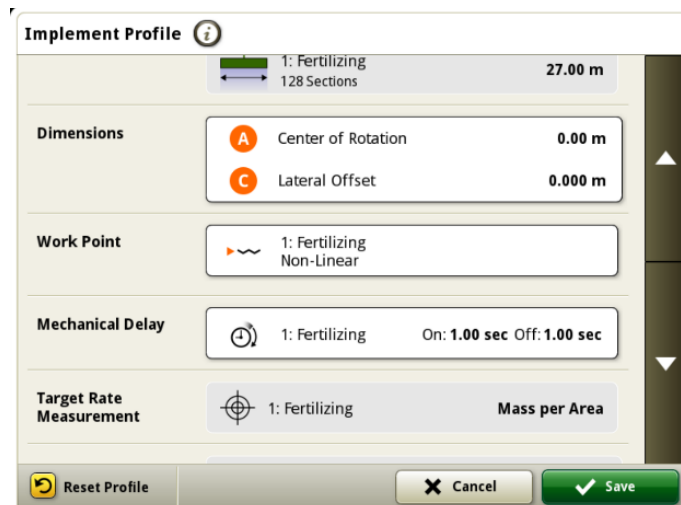 Implement Profile i
1: Fertilizing
128 Sections
27.00 m
Dimensions
A Center of Rotation 0.00 m
C Lateral Offset 0.000 m
Work Point
1: Fertilizing
Non-Linear
Mechanical Delay
1: Fertilizing On: 1.00 sec Off: 1.00 sec
Target Rate
Measurement
1: Fertilizing Mass per Area
Reset Profile Cancel Save